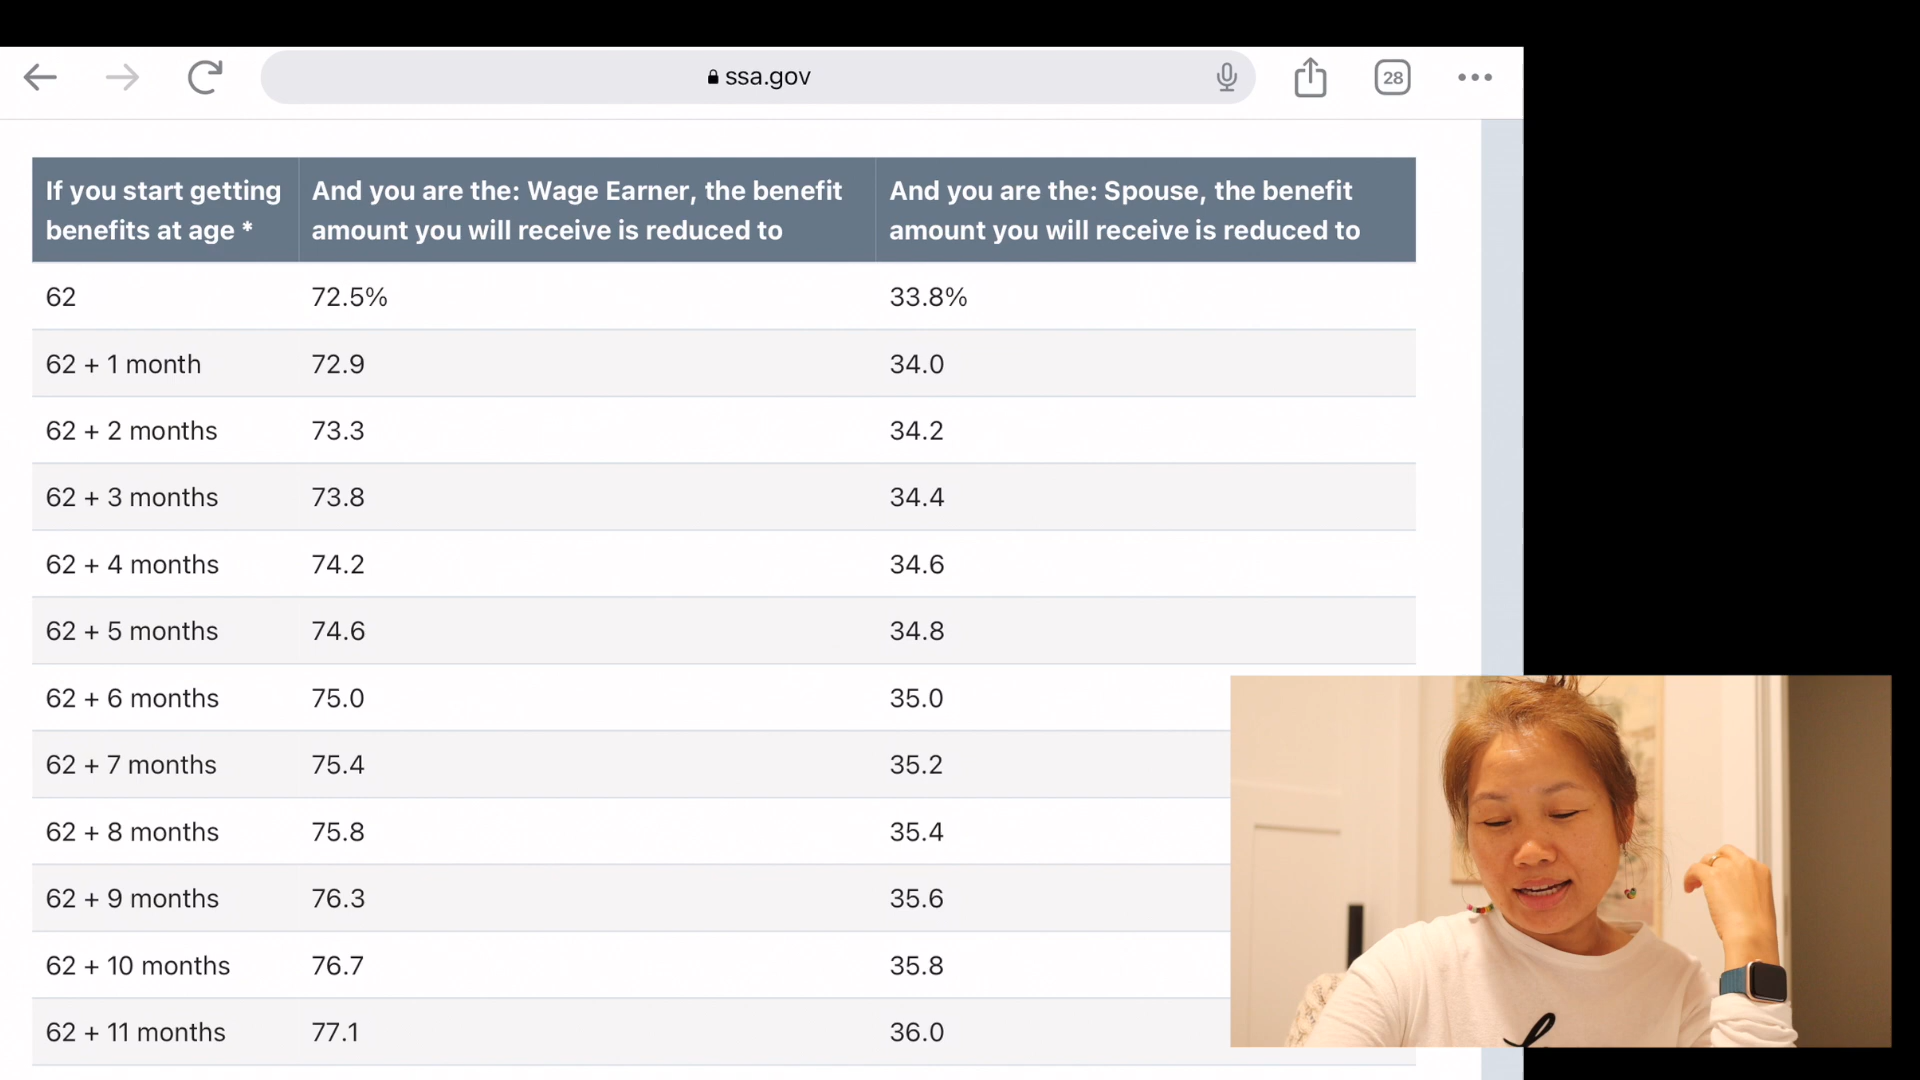 ssa.gov
28
If you start getting benefits at age * And you are the: Wage Earner, the benefit amount you will receive is reduced to And you are the: Spouse, the benefit amount you will receive is reduced to
62 72.5% 33.8%
62 + 1 month 72.9 34.0
62 + 2 months 73.3 34.2
62 + 3 months 73.8 34.4
62 + 4 months 74.2 34.6
62 + 5 months 74.6 34.8
62 + 6 months 75.0 35.0
62 + 7 months 75.4 35.2
62 + 8 months 75.8 35.4
62 + 9 months 76.3 35.6
62 + 10 months 76.7 35.8
62 + 11 months 77.1 36.0